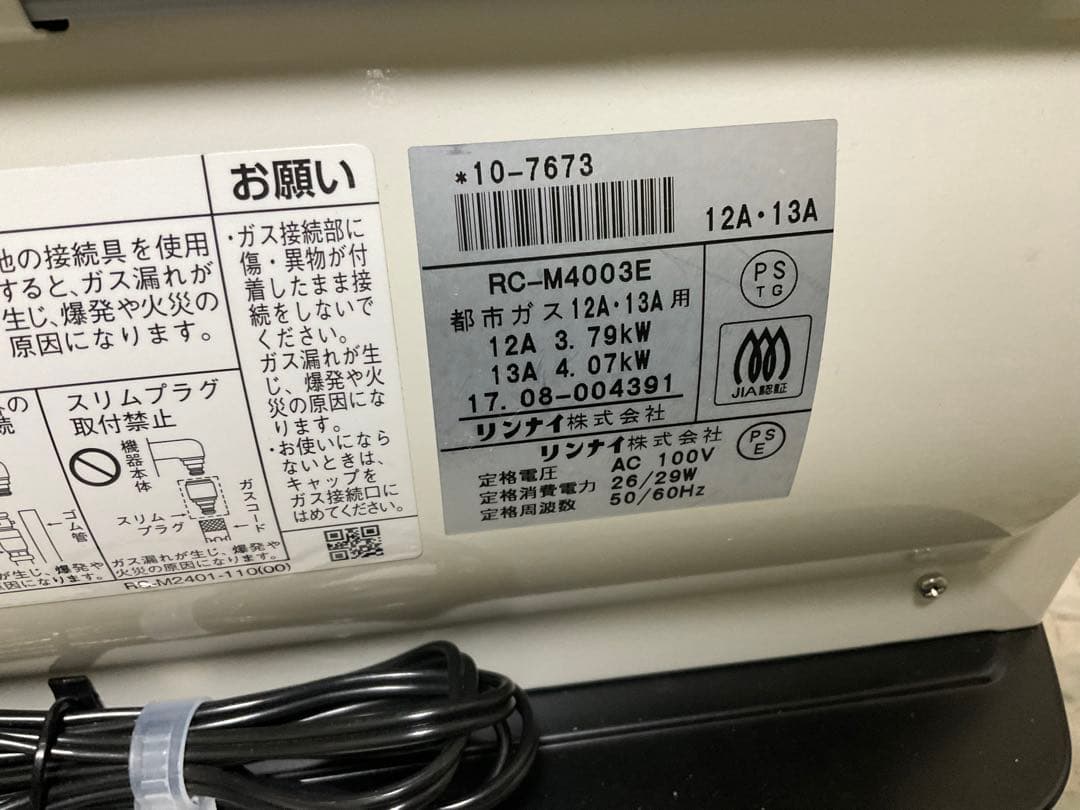 他の接続具を使用
すると、ガス漏れが
生じ、爆発や火災の
原因になります。
スリムプラグ
取付禁止
機器本体
スリム
プラグ
ガスコード
ゴム管
ガス漏れが生じ、爆発や
火災の原因になります。
RC-M2401-110(00)
お願い
・ガス接続部に
傷・異物が付
着したまま接
続をしないで
ください。
ガス漏れが生
じ、爆発や火
災の原因にな
ります。
・お使いになら
ないときは、
キャップを
ガス接続口に
はめてください。
*10-7673
12A・13A
RC-M4003E
都市ガス12A・13A用
12A 3.79kW
13A 4.07kW
17.08-004391
リンナイ株式会社
PS
TG
JIA認証
リンナイ株式会社
定格電圧 AC 100V
定格消費電力 26/29W
定格周波数 50/60Hz
PS
E